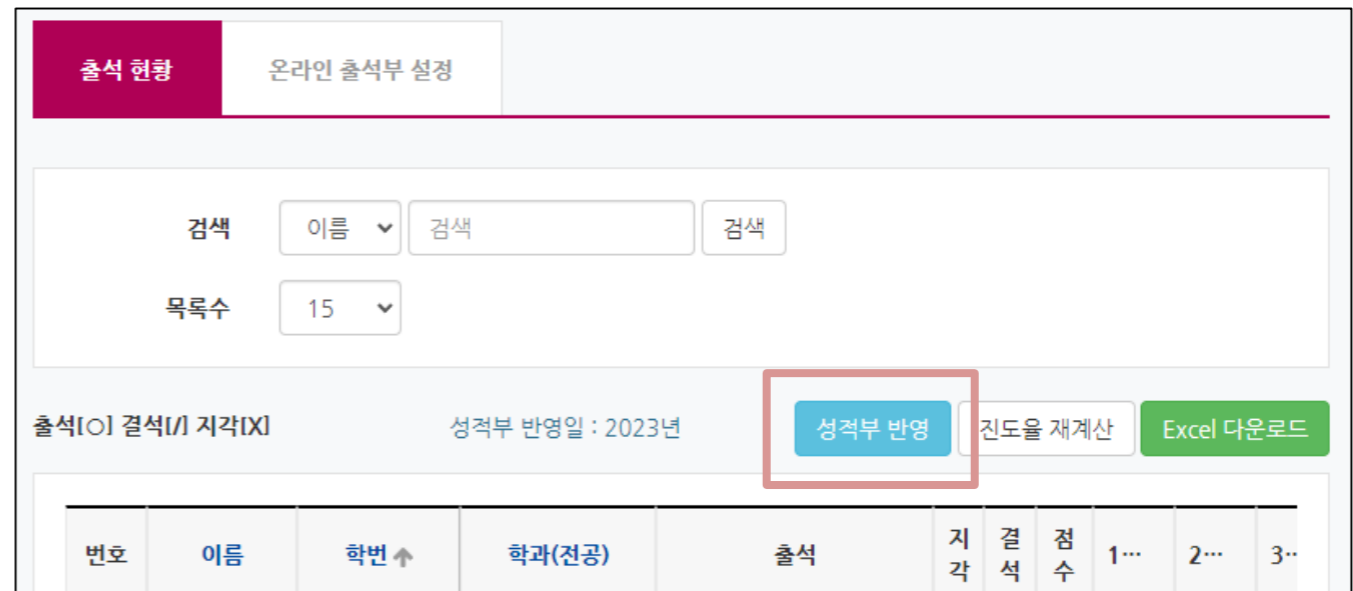 출석 현황 온라인 출석부 설정
검색 이름 검색 검색
목록수 15
출석[○] 결석[/] 지각[X] 성적부 반영일 : 2023년 성적부 반영 진도율 재계산 Excel 다운로드
번호 이름 학번 학과(전공) 출석 지각 결석 점수 1… 2… 3··